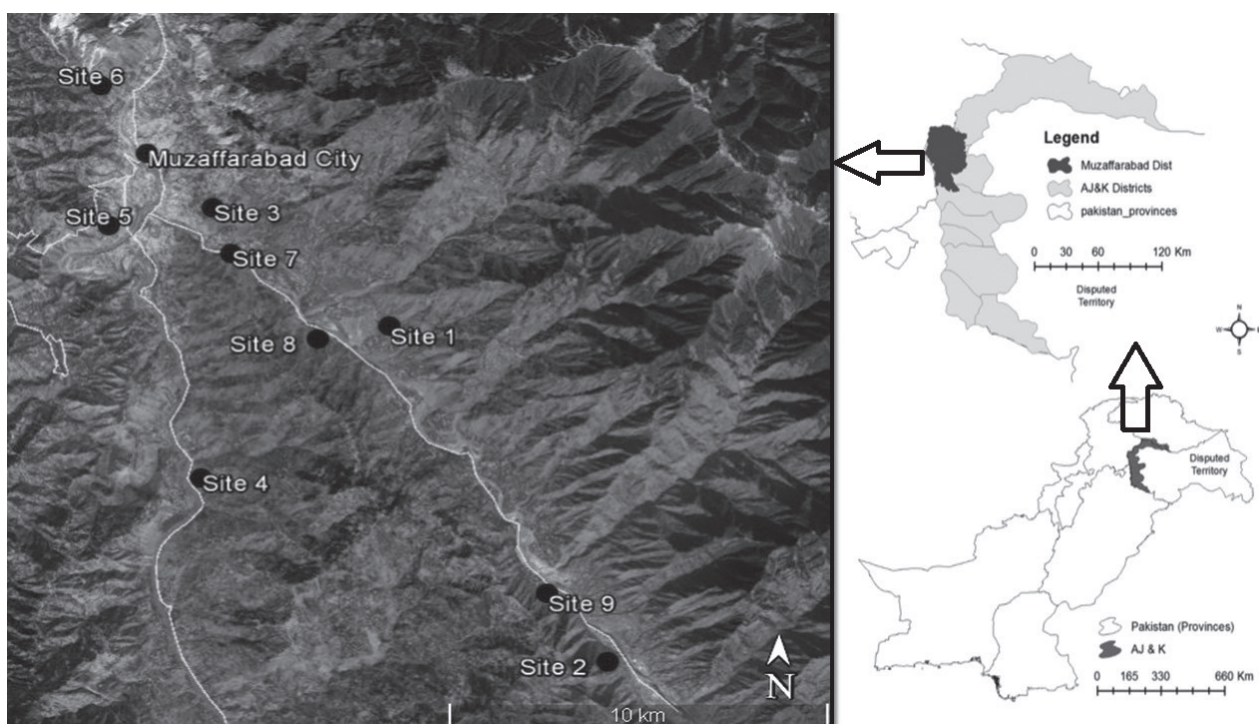 Site 6
Muzaffarabad City
Site 3
Site 5
Site 7
Site 1
Site 8
Site 4
Site 9
Site 2
N
10 km
Legend
Muzaffarabad Dist
AJ&K Districts
pakistan_provinces
0 30 60 120 Km
Disputed
Territory
N
W E
S
Disputed
Territory
Pakistan (Provinces)
AJ & K
0 165 330 660 Km